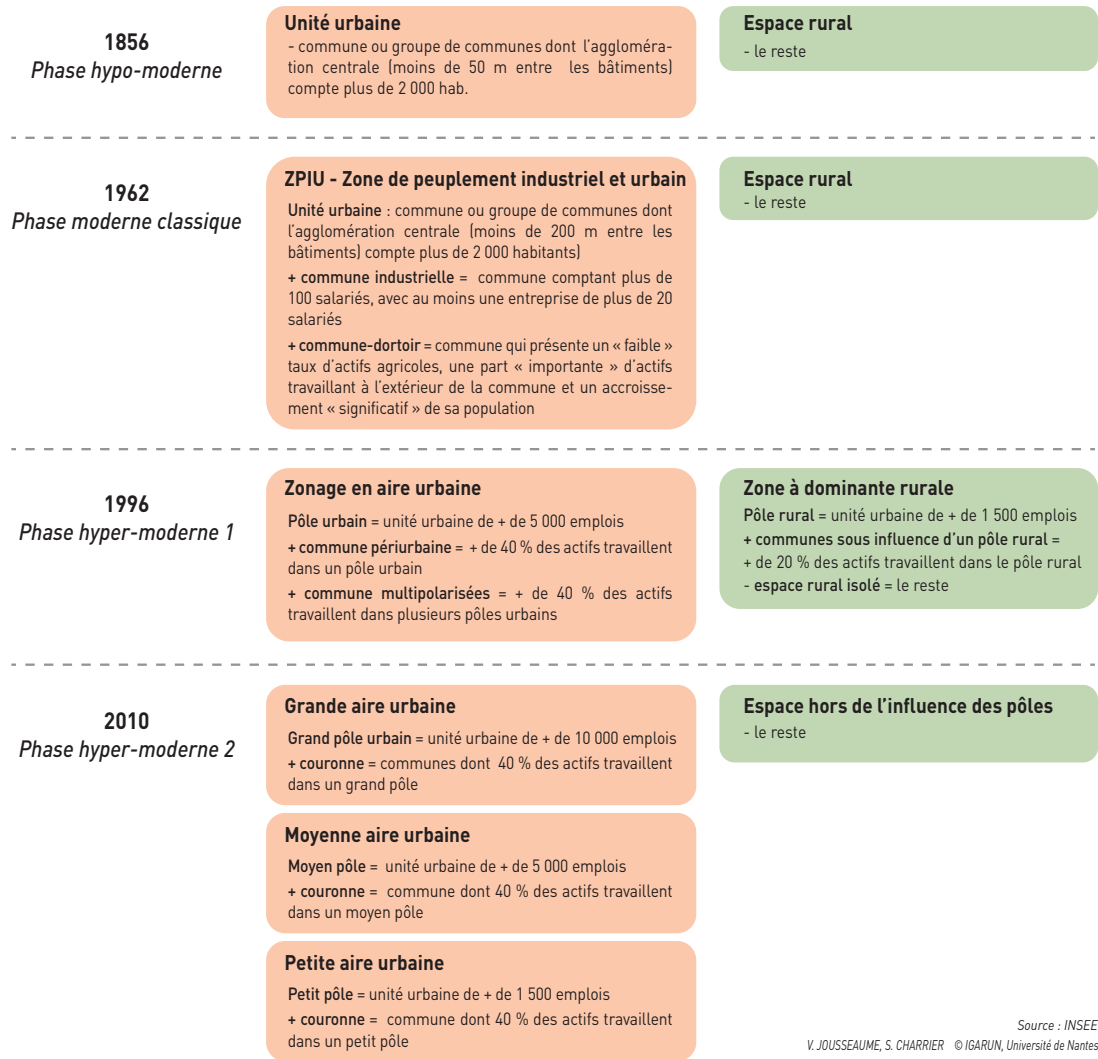 1856
Phase hypo-moderne
Unité urbaine
- commune ou groupe de communes dont l'aggloméra-
tion centrale (moins de 50 m entre les bâtiments)
compte plus de 2 000 hab.
Espace rural
- le reste
1962
Phase moderne classique
ZPIU - Zone de peuplement industriel et urbain
Unité urbaine : commune ou groupe de communes dont
l'agglomération centrale (moins de 200 m entre les
bâtiments) compte plus de 2 000 habitants)
+ commune industrielle = commune comptant plus de
100 salariés, avec au moins une entreprise de plus de 20
salariés
+ commune-dortoir = commune qui présente un « faible »
taux d'actifs agricoles, une part « importante » d'actifs
travaillant à l'extérieur de la commune et un accroisse-
ment « significatif » de sa population
Espace rural
- le reste
1996
Phase hyper-moderne 1
Zonage en aire urbaine
Pôle urbain = unité urbaine de + de 5 000 emplois
+ commune périurbaine = + de 40 % des actifs travaillent
dans un pôle urbain
+ commune multipolarisées = + de 40 % des actifs
travaillent dans plusieurs pôles urbains
Zone à dominante rurale
Pôle rural = unité urbaine de + de 1 500 emplois
+ communes sous influence d'un pôle rural =
+ de 20 % des actifs travaillent dans le pôle rural
- espace rural isolé = le reste
2010
Phase hyper-moderne 2
Grande aire urbaine
Grand pôle urbain = unité urbaine de + de 10 000 emplois
+ couronne = communes dont 40 % des actifs travaillent
dans un grand pôle
Espace hors de l'influence des pôles
- le reste
Moyenne aire urbaine
Moyen pôle = unité urbaine de + de 5 000 emplois
+ couronne = commune dont 40 % des actifs travaillent
dans un moyen pôle
Petite aire urbaine
Petit pôle = unité urbaine de + de 1 500 emplois
+ couronne = commune dont 40 % des actifs travaillent
dans un petit pôle
Source : INSEE
V. JOUSSEAUME, S. CHARRIER © IGARUN, Université de Nantes